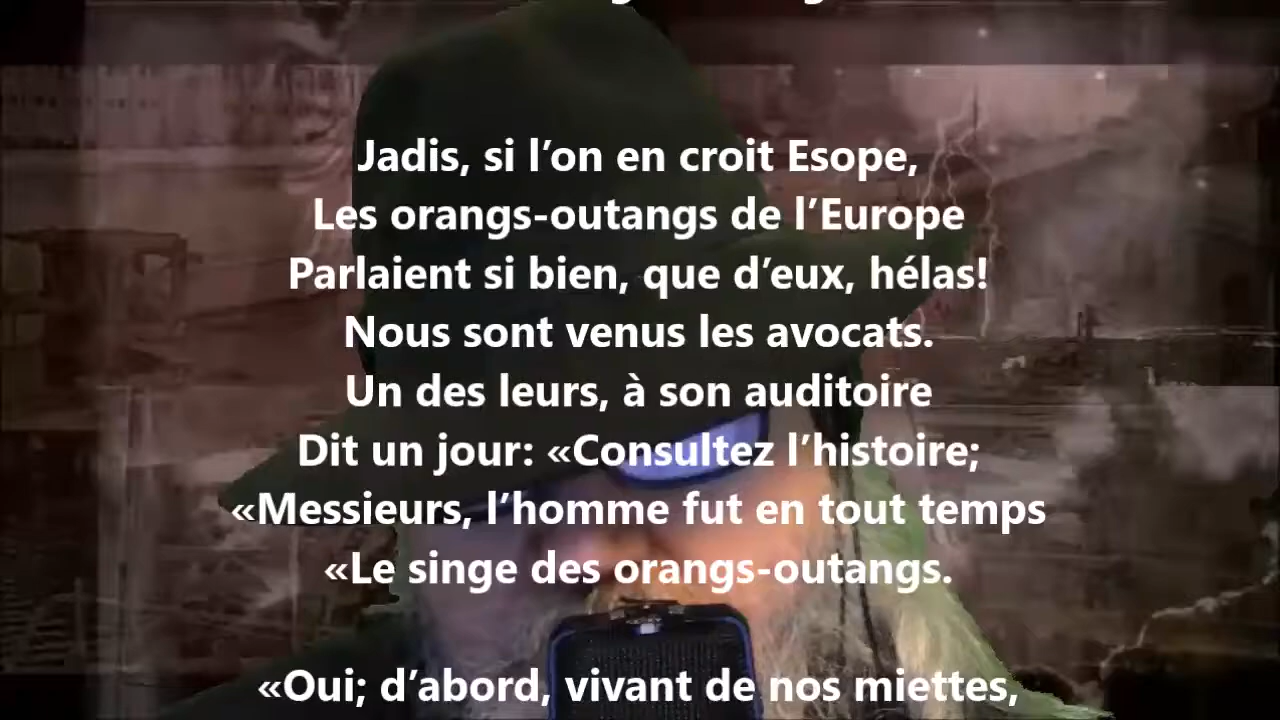 Jadis, si l’on en croit Esope,
Les orangs-outangs de l’Europe
Parlaient si bien, que d’eux, hélas!
Nous sont venus les avocats.
Un des leurs, à son auditoire
Dit un jour: «Consultez l’histoire;
«Messieurs, l’homme fut en tout temps
«Le singe des orangs-outangs.
«Oui; d’abord, vivant de nos miettes,